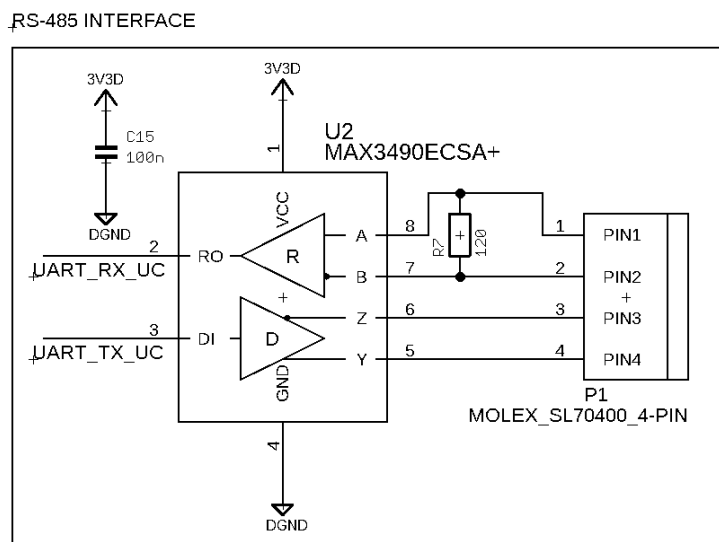 RS-485 INTERFACE
3V3D
C15
100n
DGND
3V3D
1
U2
MAX3490ECSA+
VCC
2
RO
R
A
8
UART_RX_UC
B
7
3
DI
D
Z
6
UART_TX_UC
Y
5
GND
4
DGND
R7
120
1
PIN1
2
PIN2
3
PIN3
4
PIN4
P1
MOLEX_SL70400_4-PIN